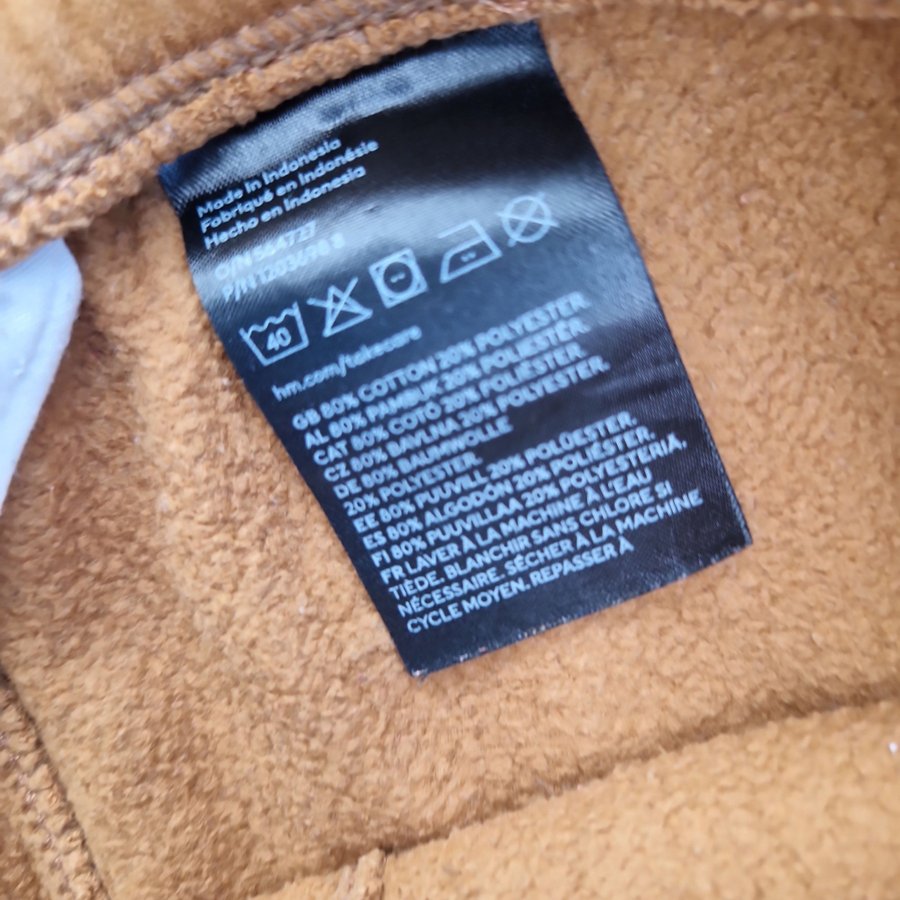 Made in Indonesia
Fabriqué en Indonésie
Hecho en Indonesia
40
hm.com/takecare
GB 80% COTTON 20% POLYESTER
AL 80% PAMBUK 20% POLIESTËR.
CAT 80% COTÓ 20% POLIÈSTER.
CZ 80% BAVLNA 20% POLYESTER.
DE 80% BAUMWOLLE
20% POLYESTER.
EE 80% PUUVILL, 20% POLÜESTER.
ES 80% ALGODÓN 20% POLIÉSTER.
FI 80% PUUVILLAA 20% POLYESTERIA.
FR LAVER À LA MACHINE À L'EAU
TIÈDE. BLANCHIR SANS CHLORE SI
NÉCESSAIRE. SÉCHER À LA MACHINE
CYCLE MOYEN. REPASSER À